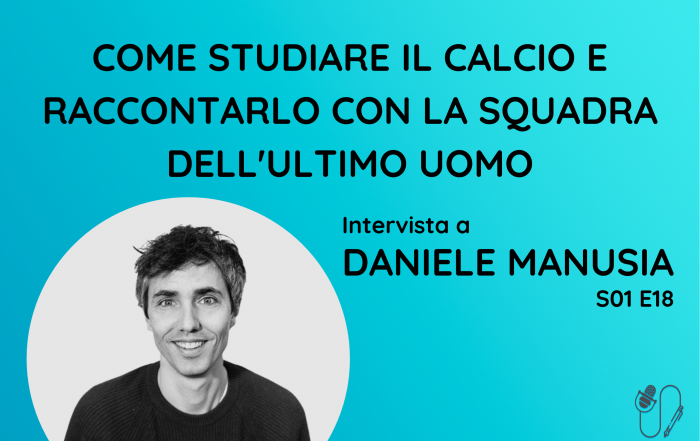 COME STUDIARE IL CALCIO E
RACCONTARLO CON LA SQUADRA
DELL'ULTIMO UOMO
Intervista a
DANIELE MANUSIA
S01 E18